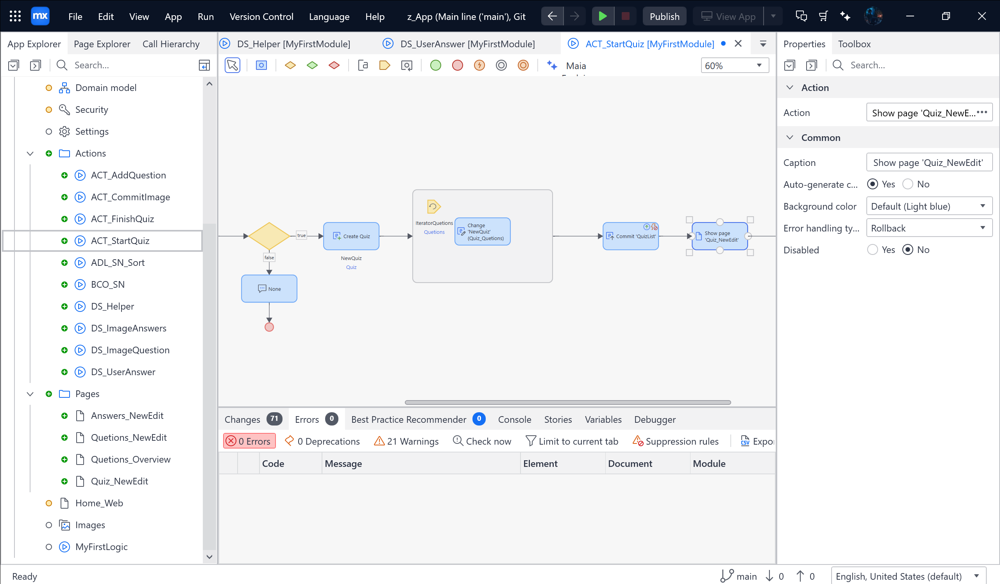 mx File Edit View App Run Version Control Language Help z_App (Main line ('main'), Git Publish View App
App Explorer Page Explorer Call Hierarchy
Search...
Domain model
Security
Settings
Actions
ACT_AddQuestion
ACT_CommitImage
ACT_FinishQuiz
ACT_StartQuiz
ADL_SN_Sort
BCO_SN
DS_Helper
DS_ImageAnswers
DS_ImageQuestion
DS_UserAnswer
Pages
Answers_NewEdit
Quetions_NewEdit
Quetions_Overview
Quiz_NewEdit
Home_Web
Images
MyFirstLogic
DS_Helper [MyFirstModule] DS_UserAnswer [MyFirstModule] ACT_StartQuiz [MyFirstModule]
Maia
60%
true
false
None
Create Quiz
NewQuiz
Quiz
IteratorQuetions
Quetions
Change
'NewQuiz'
(Quiz_Quetions)
Commit 'QuizList'
Show page
'Quiz_NewEdit'
Changes 71 Errors 0 Best Practice Recommender 0 Console Stories Variables Debugger
0 Errors 0 Deprecations 21 Warnings Check now Limit to current tab Suppression rules CSV Expor
Code Message Element Document Module
Properties Toolbox
Search...
Action
Action Show page 'Quiz_NewE... •••
Common
Caption Show page 'Quiz_NewEdit'
Auto-generate c... Yes No
Background color Default (Light blue)
Error handling ty... Rollback
Disabled Yes No
Ready main 0 0 English, United States (default)